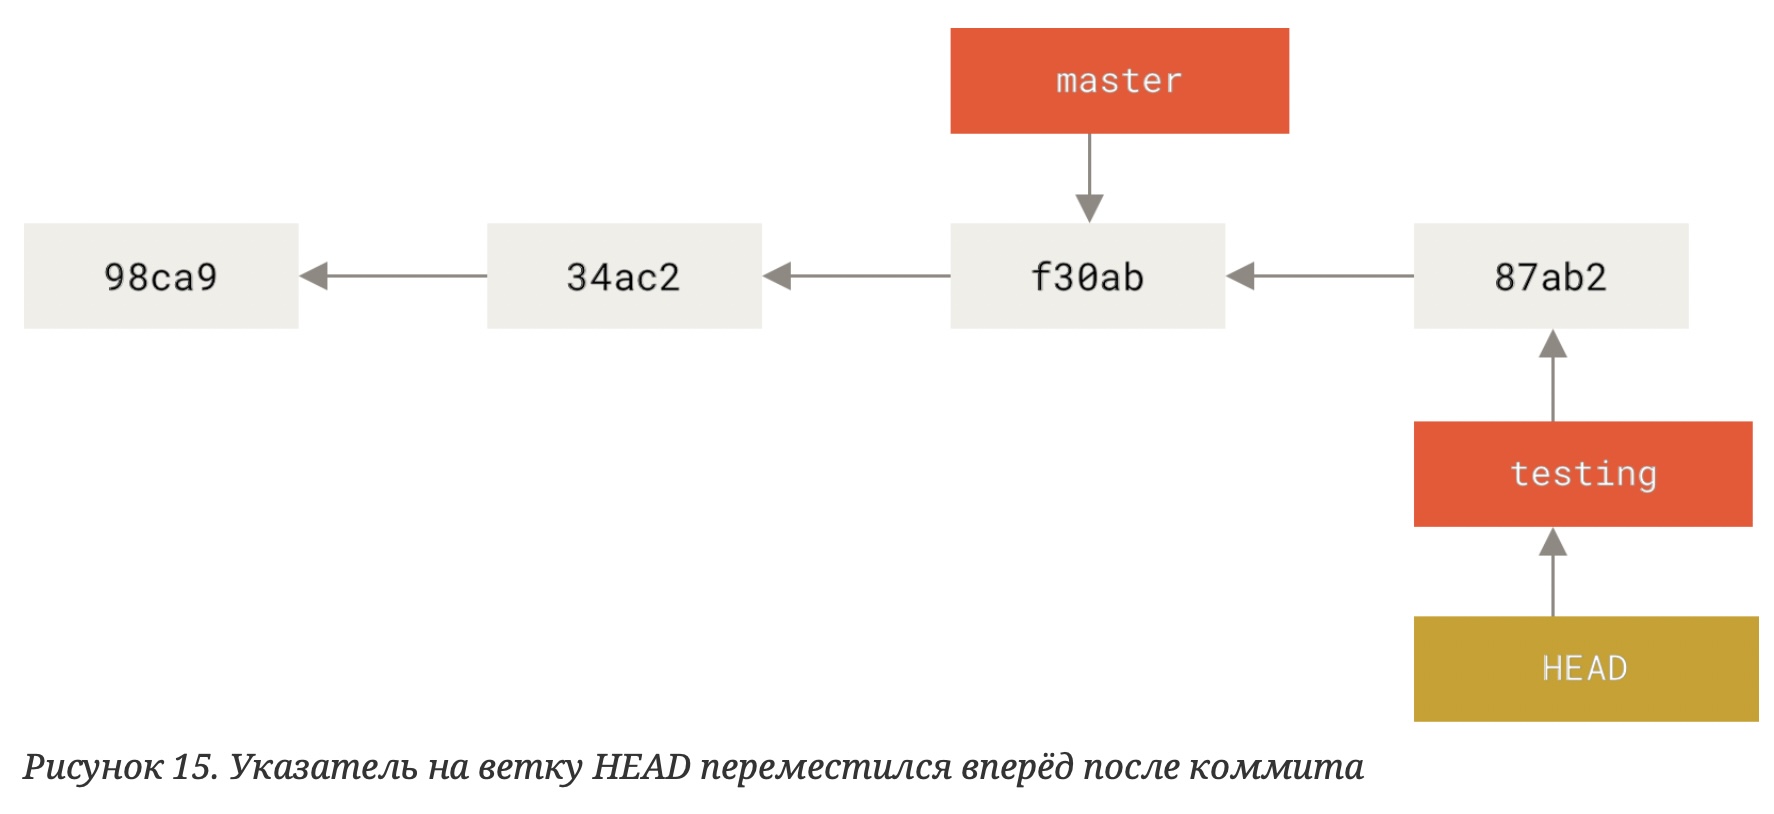 master
98ca9
34ac2
f30ab
87ab2
testing
HEAD
Рисунок 15. Указатель на ветку HEAD переместился вперёд после коммита